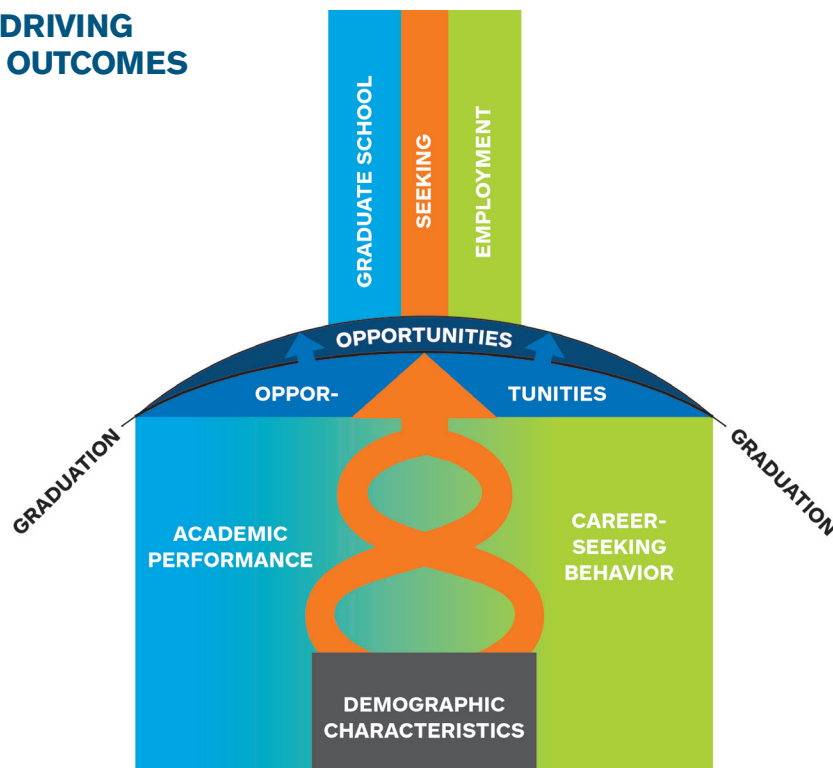 DRIVING
OUTCOMES
GRADUATE SCHOOL
SEEKING
EMPLOYMENT
OPPORTUNITIES
OPPOR-
TUNITIES
GRADUATION
GRADUATION
ACADEMIC
PERFORMANCE
CAREER-
SEEKING
BEHAVIOR
DEMOGRAPHIC
CHARACTERISTICS